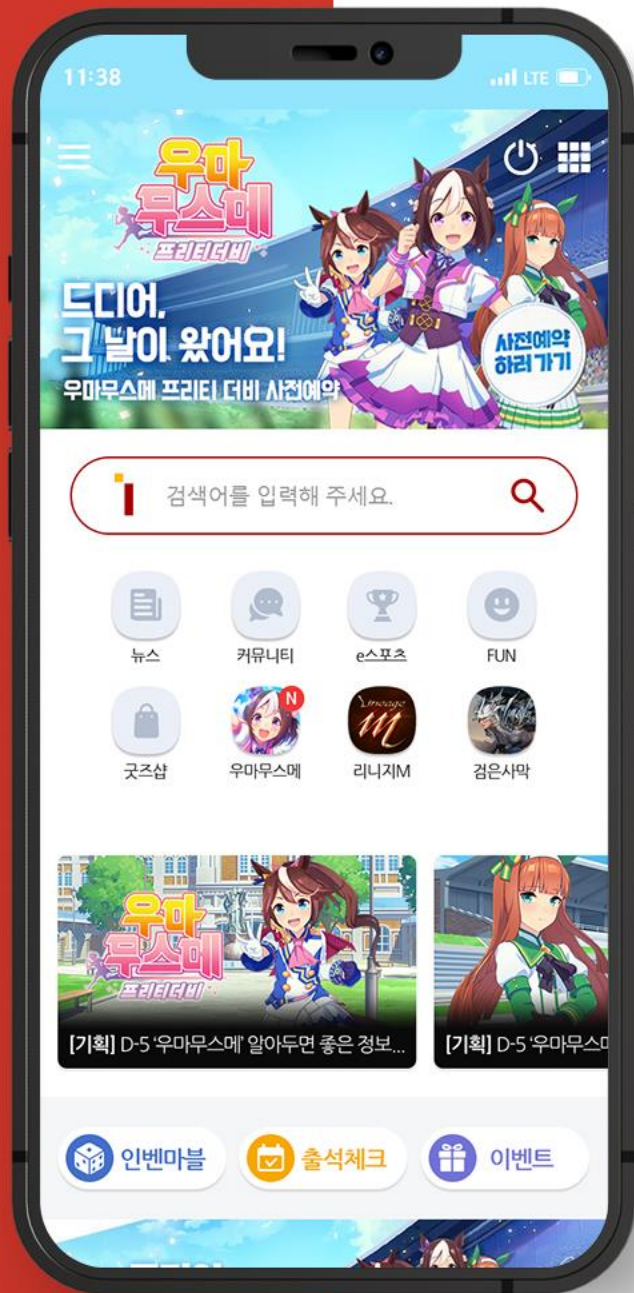 11:38
LTE
우마
무스메
프리티더비
드디어,
그 날이 왔어요!
우마무스메 프리티 더비 사전예약
사전예약
하러 가기
검색어를 입력해 주세요.
뉴스
커뮤니티
e스포츠
FUN
N
Lineage
m
굿즈샵
우마무스메
리니지M
검은사막
우마
무스메
프리티더비
[기획] D-5 '우마무스메' 알아두면 좋은 정보...
[기획] D-5 '우마무스
인벤마블
출석체크
이벤트